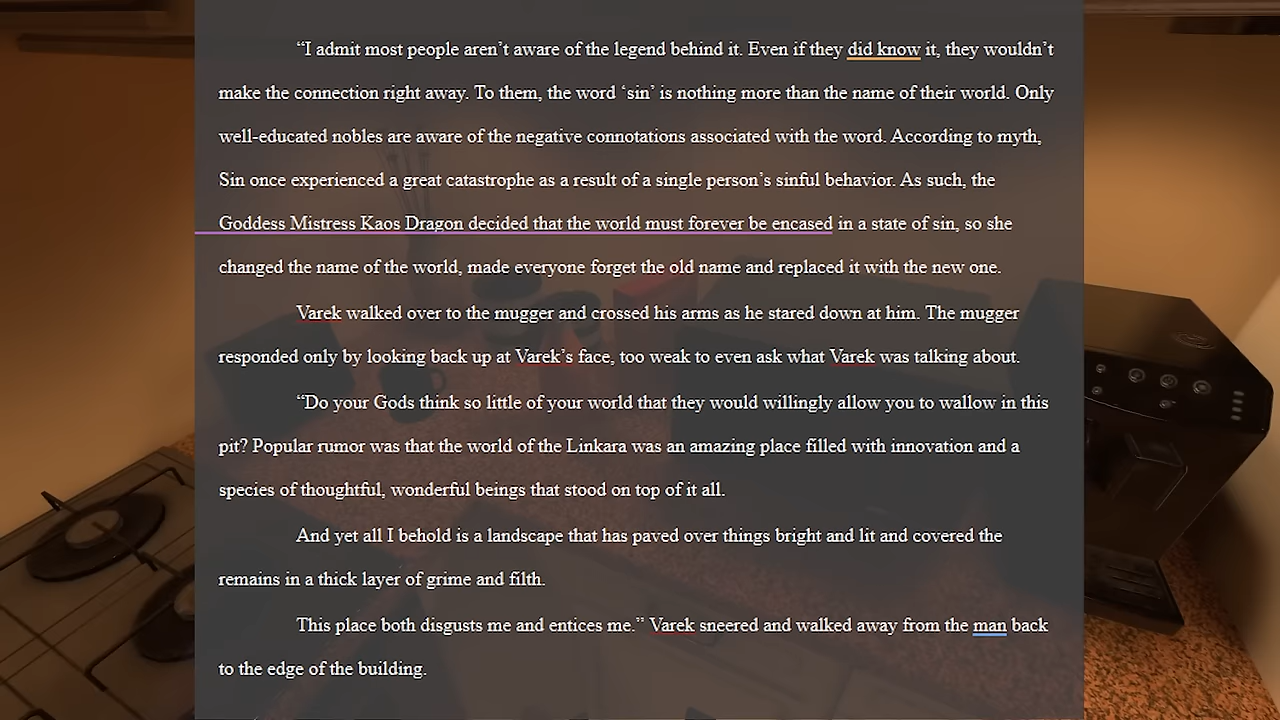 “I admit most people aren’t aware of the legend behind it. Even if they did know it, they wouldn’t
make the connection right away. To them, the word ‘sin’ is nothing more than the name of their world. Only
well-educated nobles are aware of the negative connotations associated with the word. According to myth,
Sin once experienced a great catastrophe as a result of a single person’s sinful behavior. As such, the
Goddess Mistress Kaos Dragon decided that the world must forever be encased in a state of sin, so she
changed the name of the world, made everyone forget the old name and replaced it with the new one.
Varek walked over to the mugger and crossed his arms as he stared down at him. The mugger
responded only by looking back up at Varek’s face, too weak to even ask what Varek was talking about.
“Do your Gods think so little of your world that they would willingly allow you to wallow in this
pit? Popular rumor was that the world of the Linkara was an amazing place filled with innovation and a
species of thoughtful, wonderful beings that stood on top of it all.
And yet all I behold is a landscape that has paved over things bright and lit and covered the
remains in a thick layer of grime and filth.
This place both disgusts me and entices me.” Varek sneered and walked away from the man back
to the edge of the building.